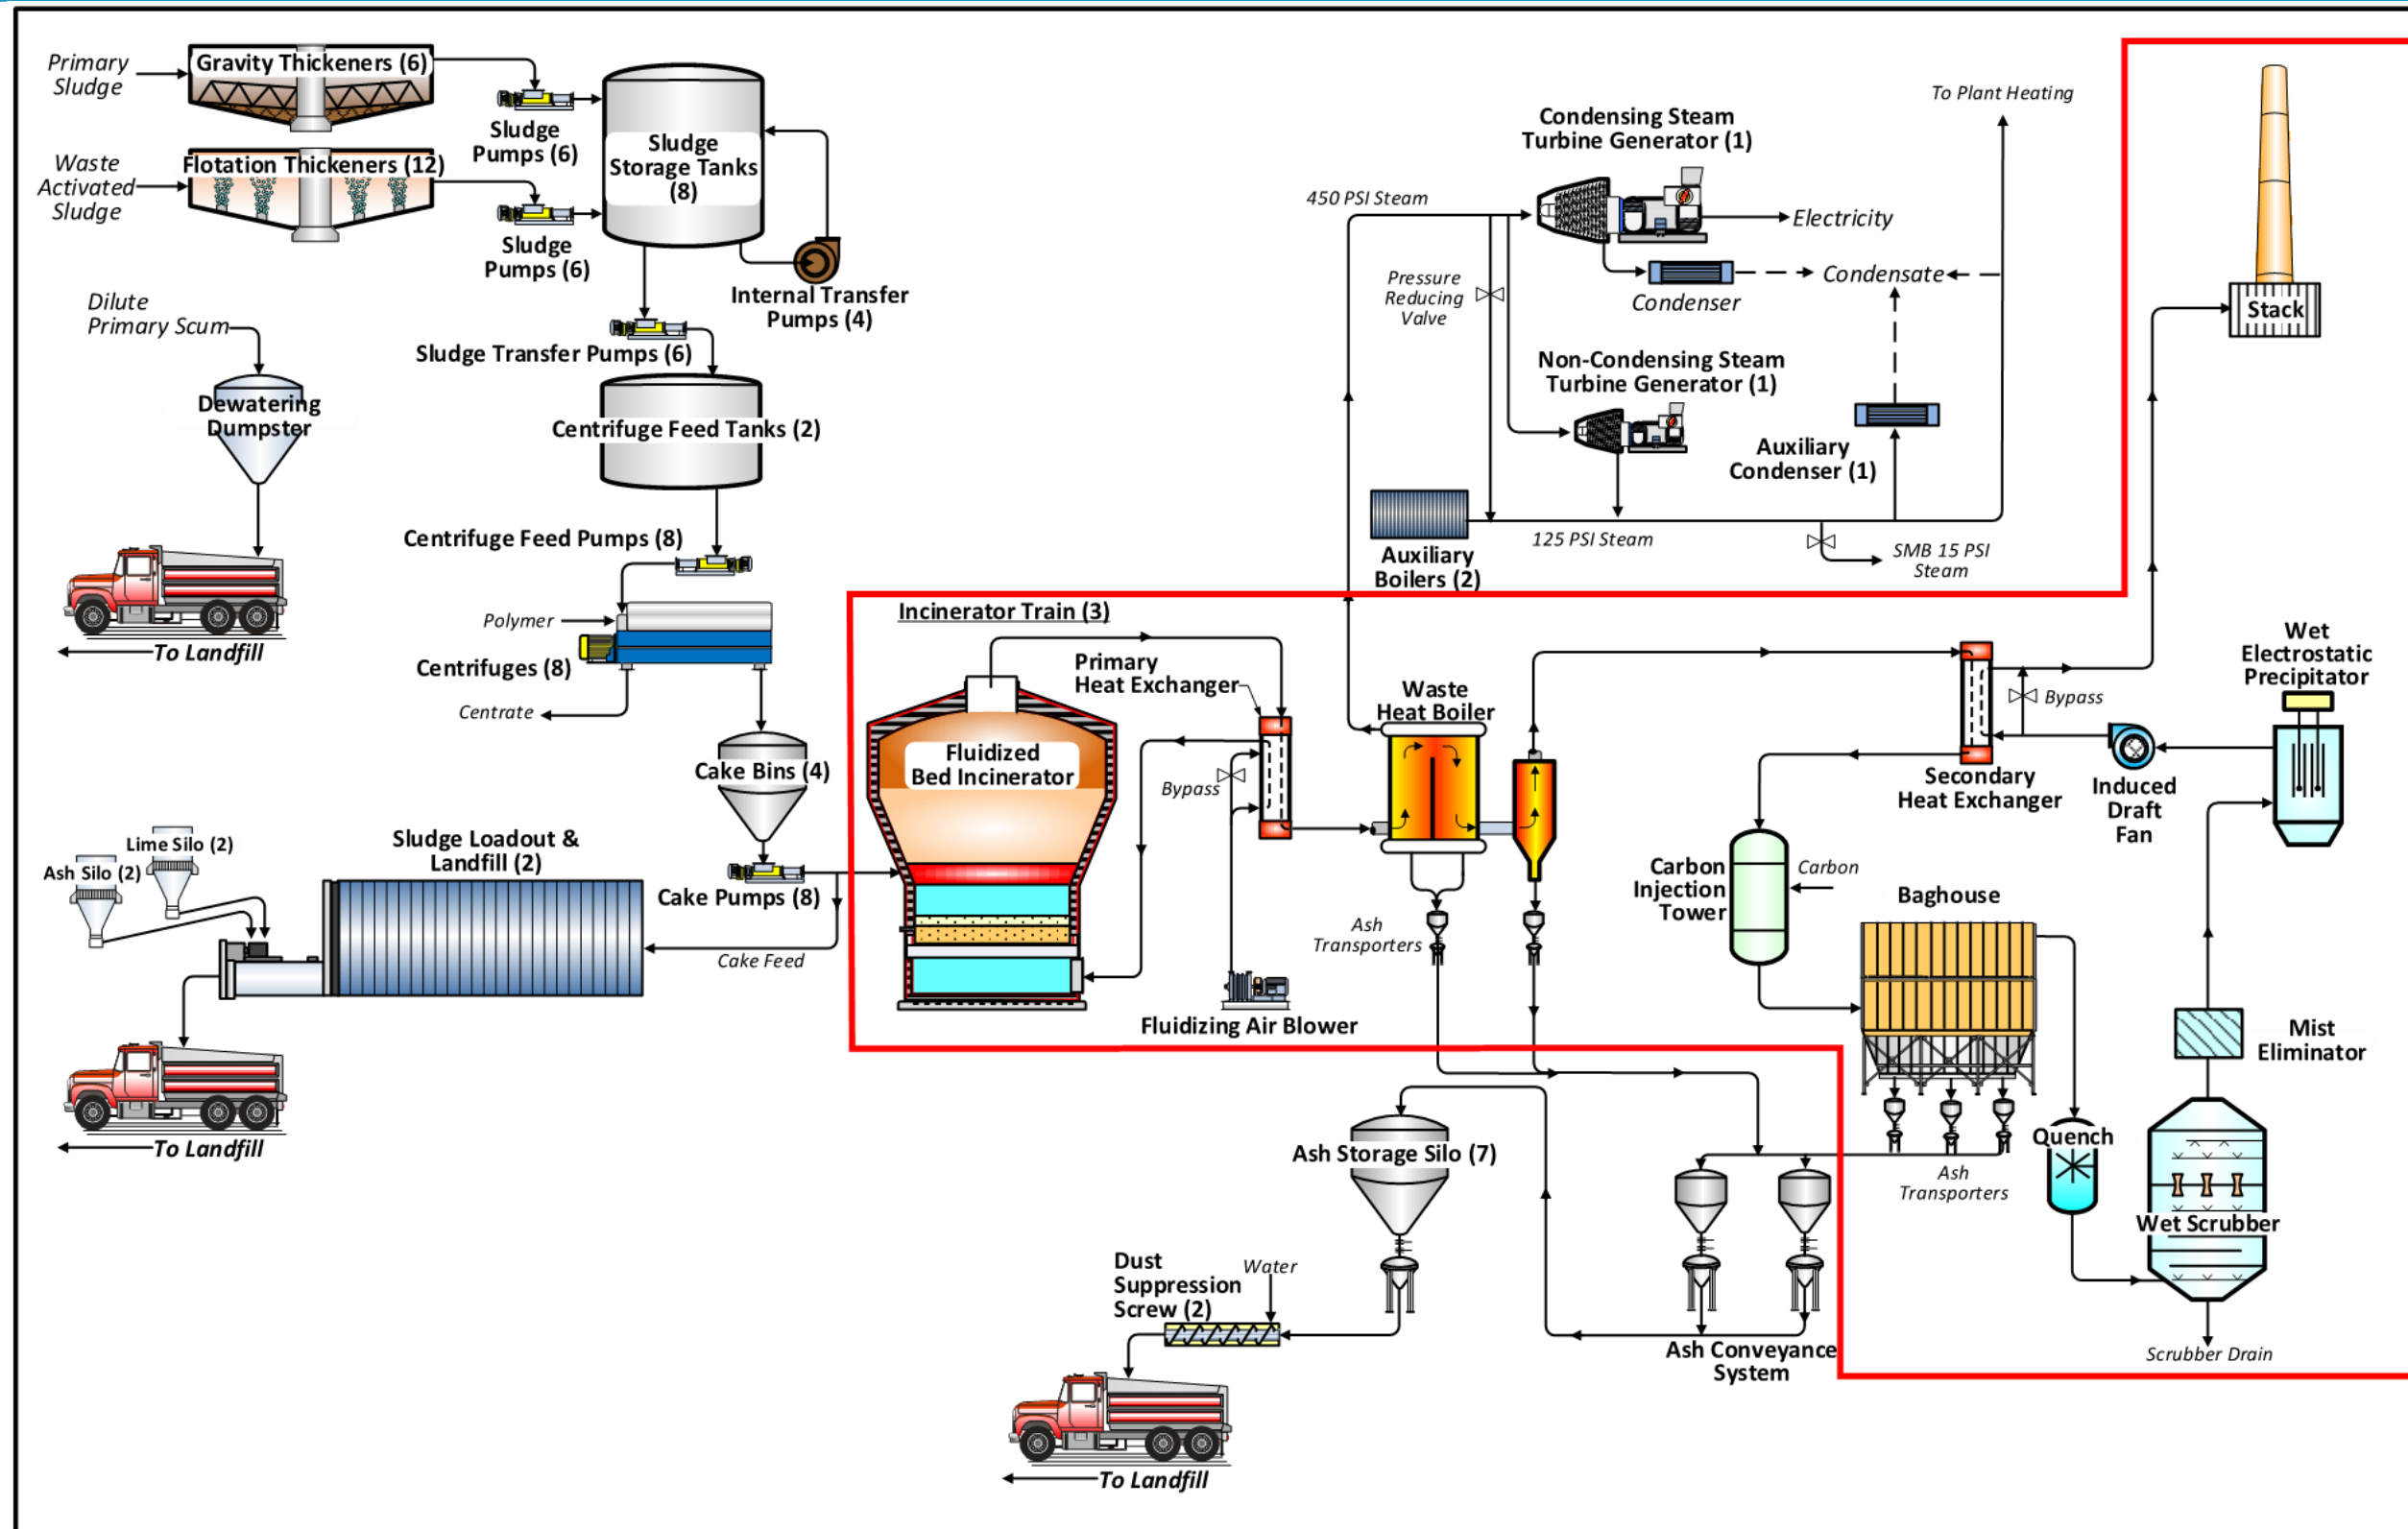 Primary
Sludge
Gravity Thickeners (6)
Sludge
Pumps (6)
Waste
Activated
Sludge
Flotation Thickeners (12)
Sludge
Pumps (6)
Sludge
Storage Tanks
(8)
Internal Transfer
Pumps (4)
Dilute
Primary Scum
Dewatering
Dumpster
To Landfill
Sludge Transfer Pumps (6)
Centrifuge Feed Tanks (2)
Centrifuge Feed Pumps (8)
Polymer
Centrifuges (8)
Centrate
Cake Bins (4)
Cake Pumps (8)
Cake Feed
Lime Silo (2)
Ash Silo (2)
Sludge Loadout &
Landfill (2)
To Landfill
Incinerator Train (3)
Fluidized
Bed Incinerator
Primary
Heat Exchanger
Bypass
Fluidizing Air Blower
Waste
Heat Boiler
Ash
Transporters
450 PSI Steam
Condensing Steam
Turbine Generator (1)
Electricity
Pressure
Reducing
Valve
Condenser
Condensate
Non-Condensing Steam
Turbine Generator (1)
Auxiliary
Condenser (1)
Auxiliary
Boilers (2)
125 PSI Steam
SMB 15 PSI
Steam
To Plant Heating
Stack
Secondary
Heat Exchanger
Bypass
Induced
Draft
Fan
Wet
Electrostatic
Precipitator
Carbon
Injection
Tower
Carbon
Baghouse
Mist
Eliminator
Quench
Wet Scrubber
Scrubber Drain
Ash
Transporters
Ash Storage Silo (7)
Ash Conveyance
System
Dust
Suppression
Screw (2)
Water
To Landfill